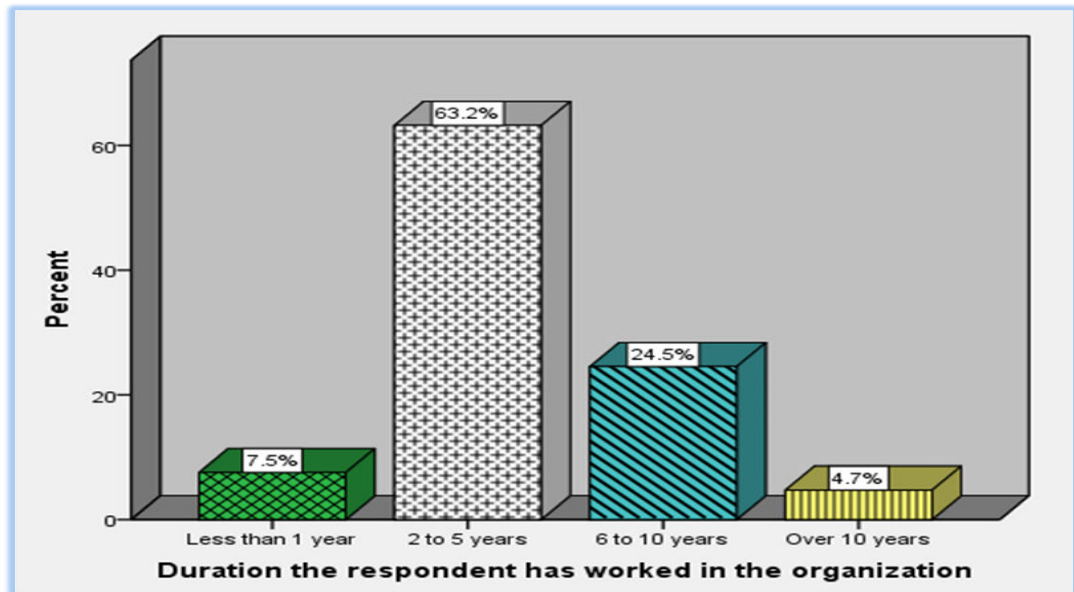 63.2%
60
40
Percent
24.5%
20
7.5%
4.7%
0
Less than 1 year
2 to 5 years
6 to 10 years
Over 10 years
Duration the respondent has worked in the organization